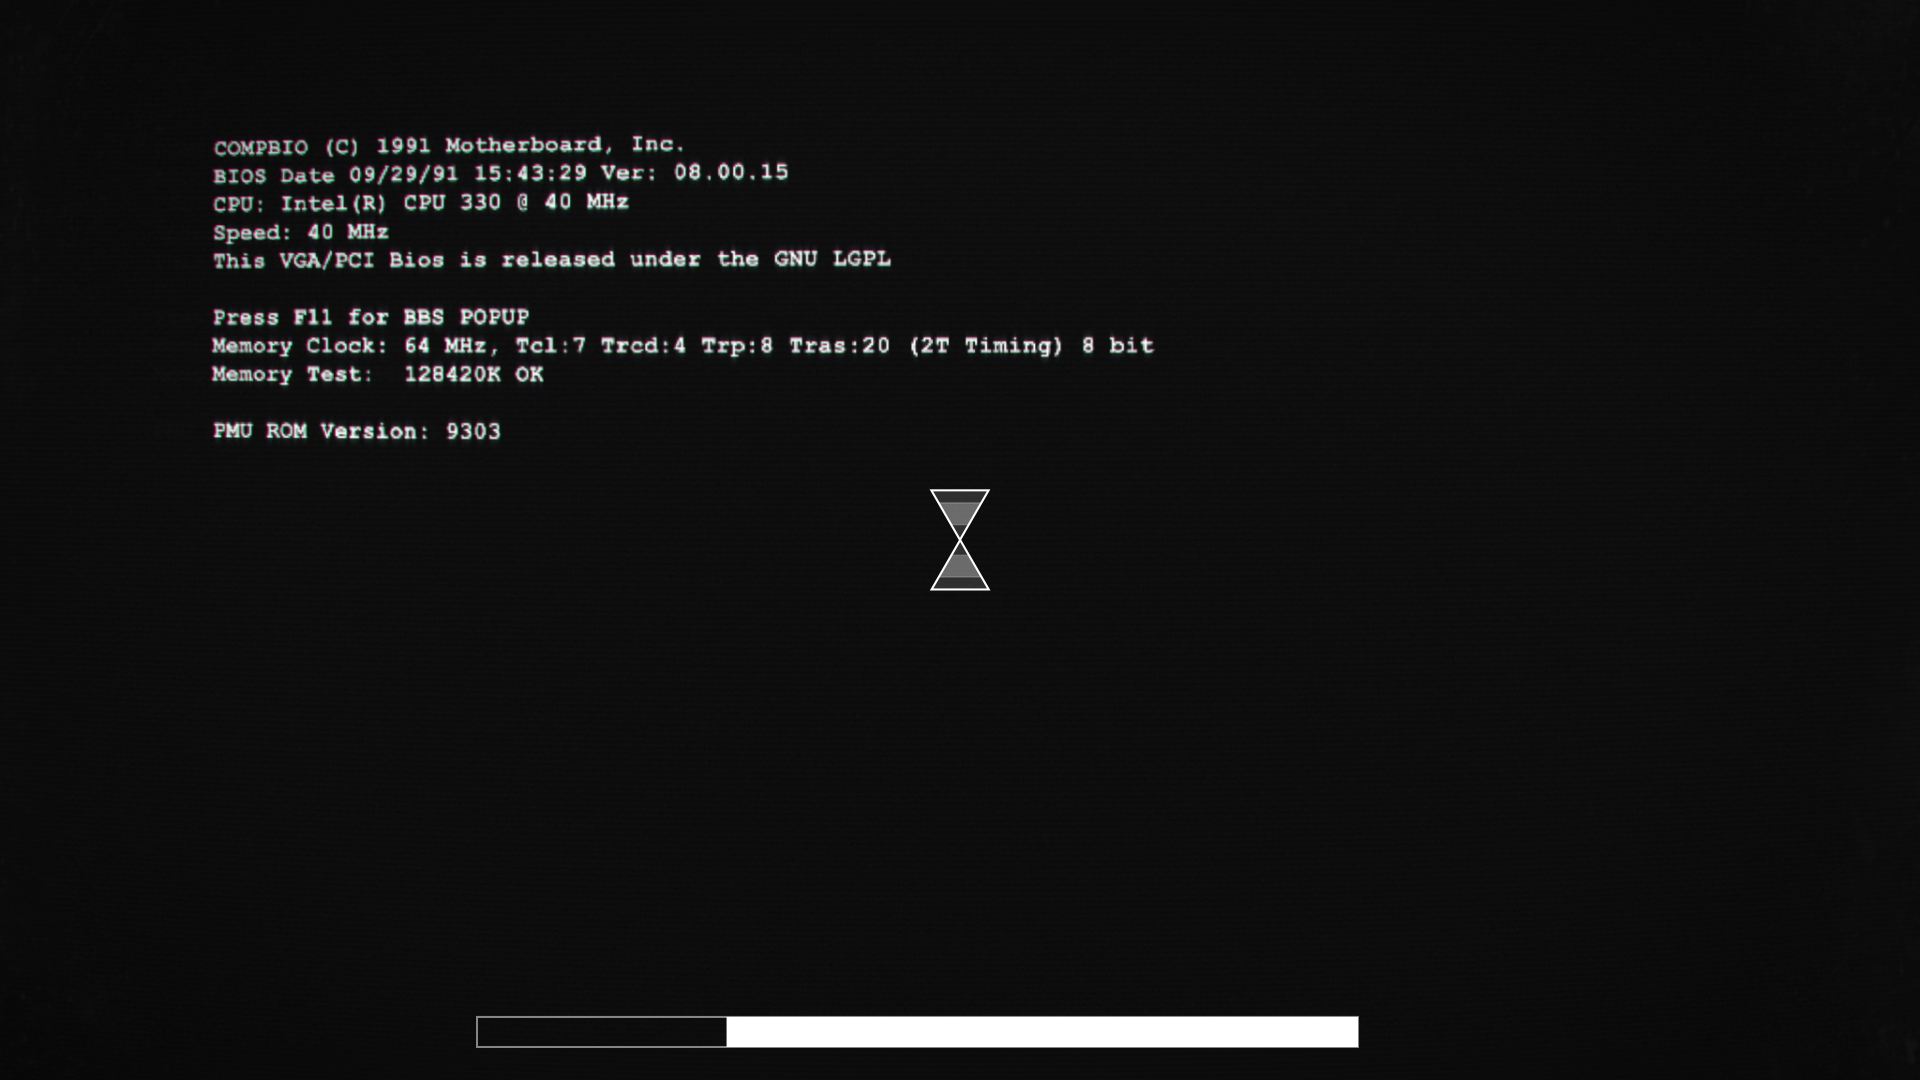 COMPBIO (C) 1991 Motherboard, Inc.
BIOS Date 09/29/91 15:43:29 Ver: 08.00.15
CPU: Intel(R) CPU 330 @ 40 MHz
Speed: 40 MHz
This VGA/PCI Bios is released under the GNU LGPL
Press F11 for BBS POPUP
Memory Clock: 64 MHz, Tcl:7 Trcd:4 Trp:8 Tras:20 (2T Timing) 8 bit
Memory Test:  128420K OK
PMU ROM Version: 9303